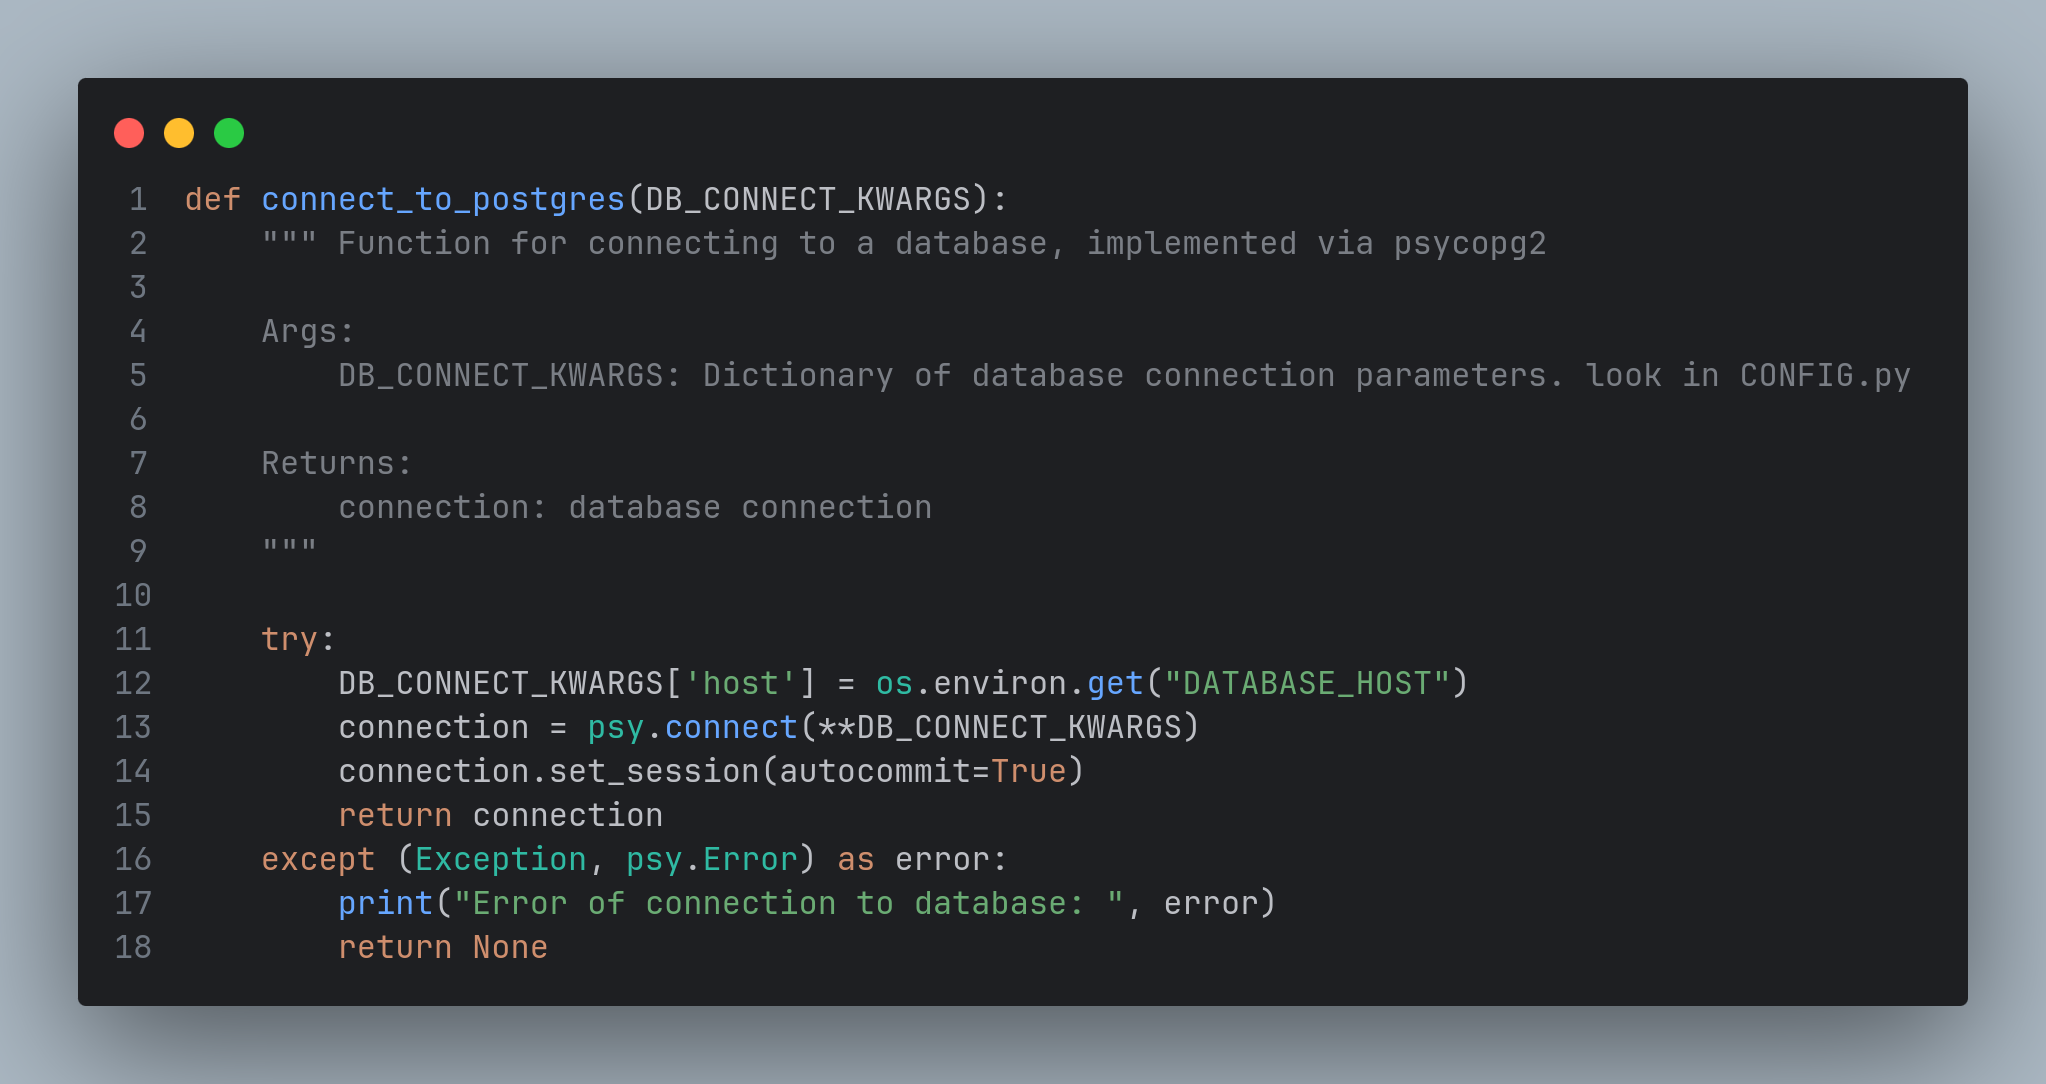 1 def connect_to_postgres(DB_CONNECT_KWARGS):
2     """ Function for connecting to a database, implemented via psycopg2
3
4     Args:
5         DB_CONNECT_KWARGS: Dictionary of database connection parameters. look in CONFIG.py
6
7     Returns:
8         connection: database connection
9     """
10
11     try:
12         DB_CONNECT_KWARGS['host'] = os.environ.get("DATABASE_HOST")
13         connection = psy.connect(**DB_CONNECT_KWARGS)
14         connection.set_session(autocommit=True)
15         return connection
16     except (Exception, psy.Error) as error:
17         print("Error of connection to database: ", error)
18         return None